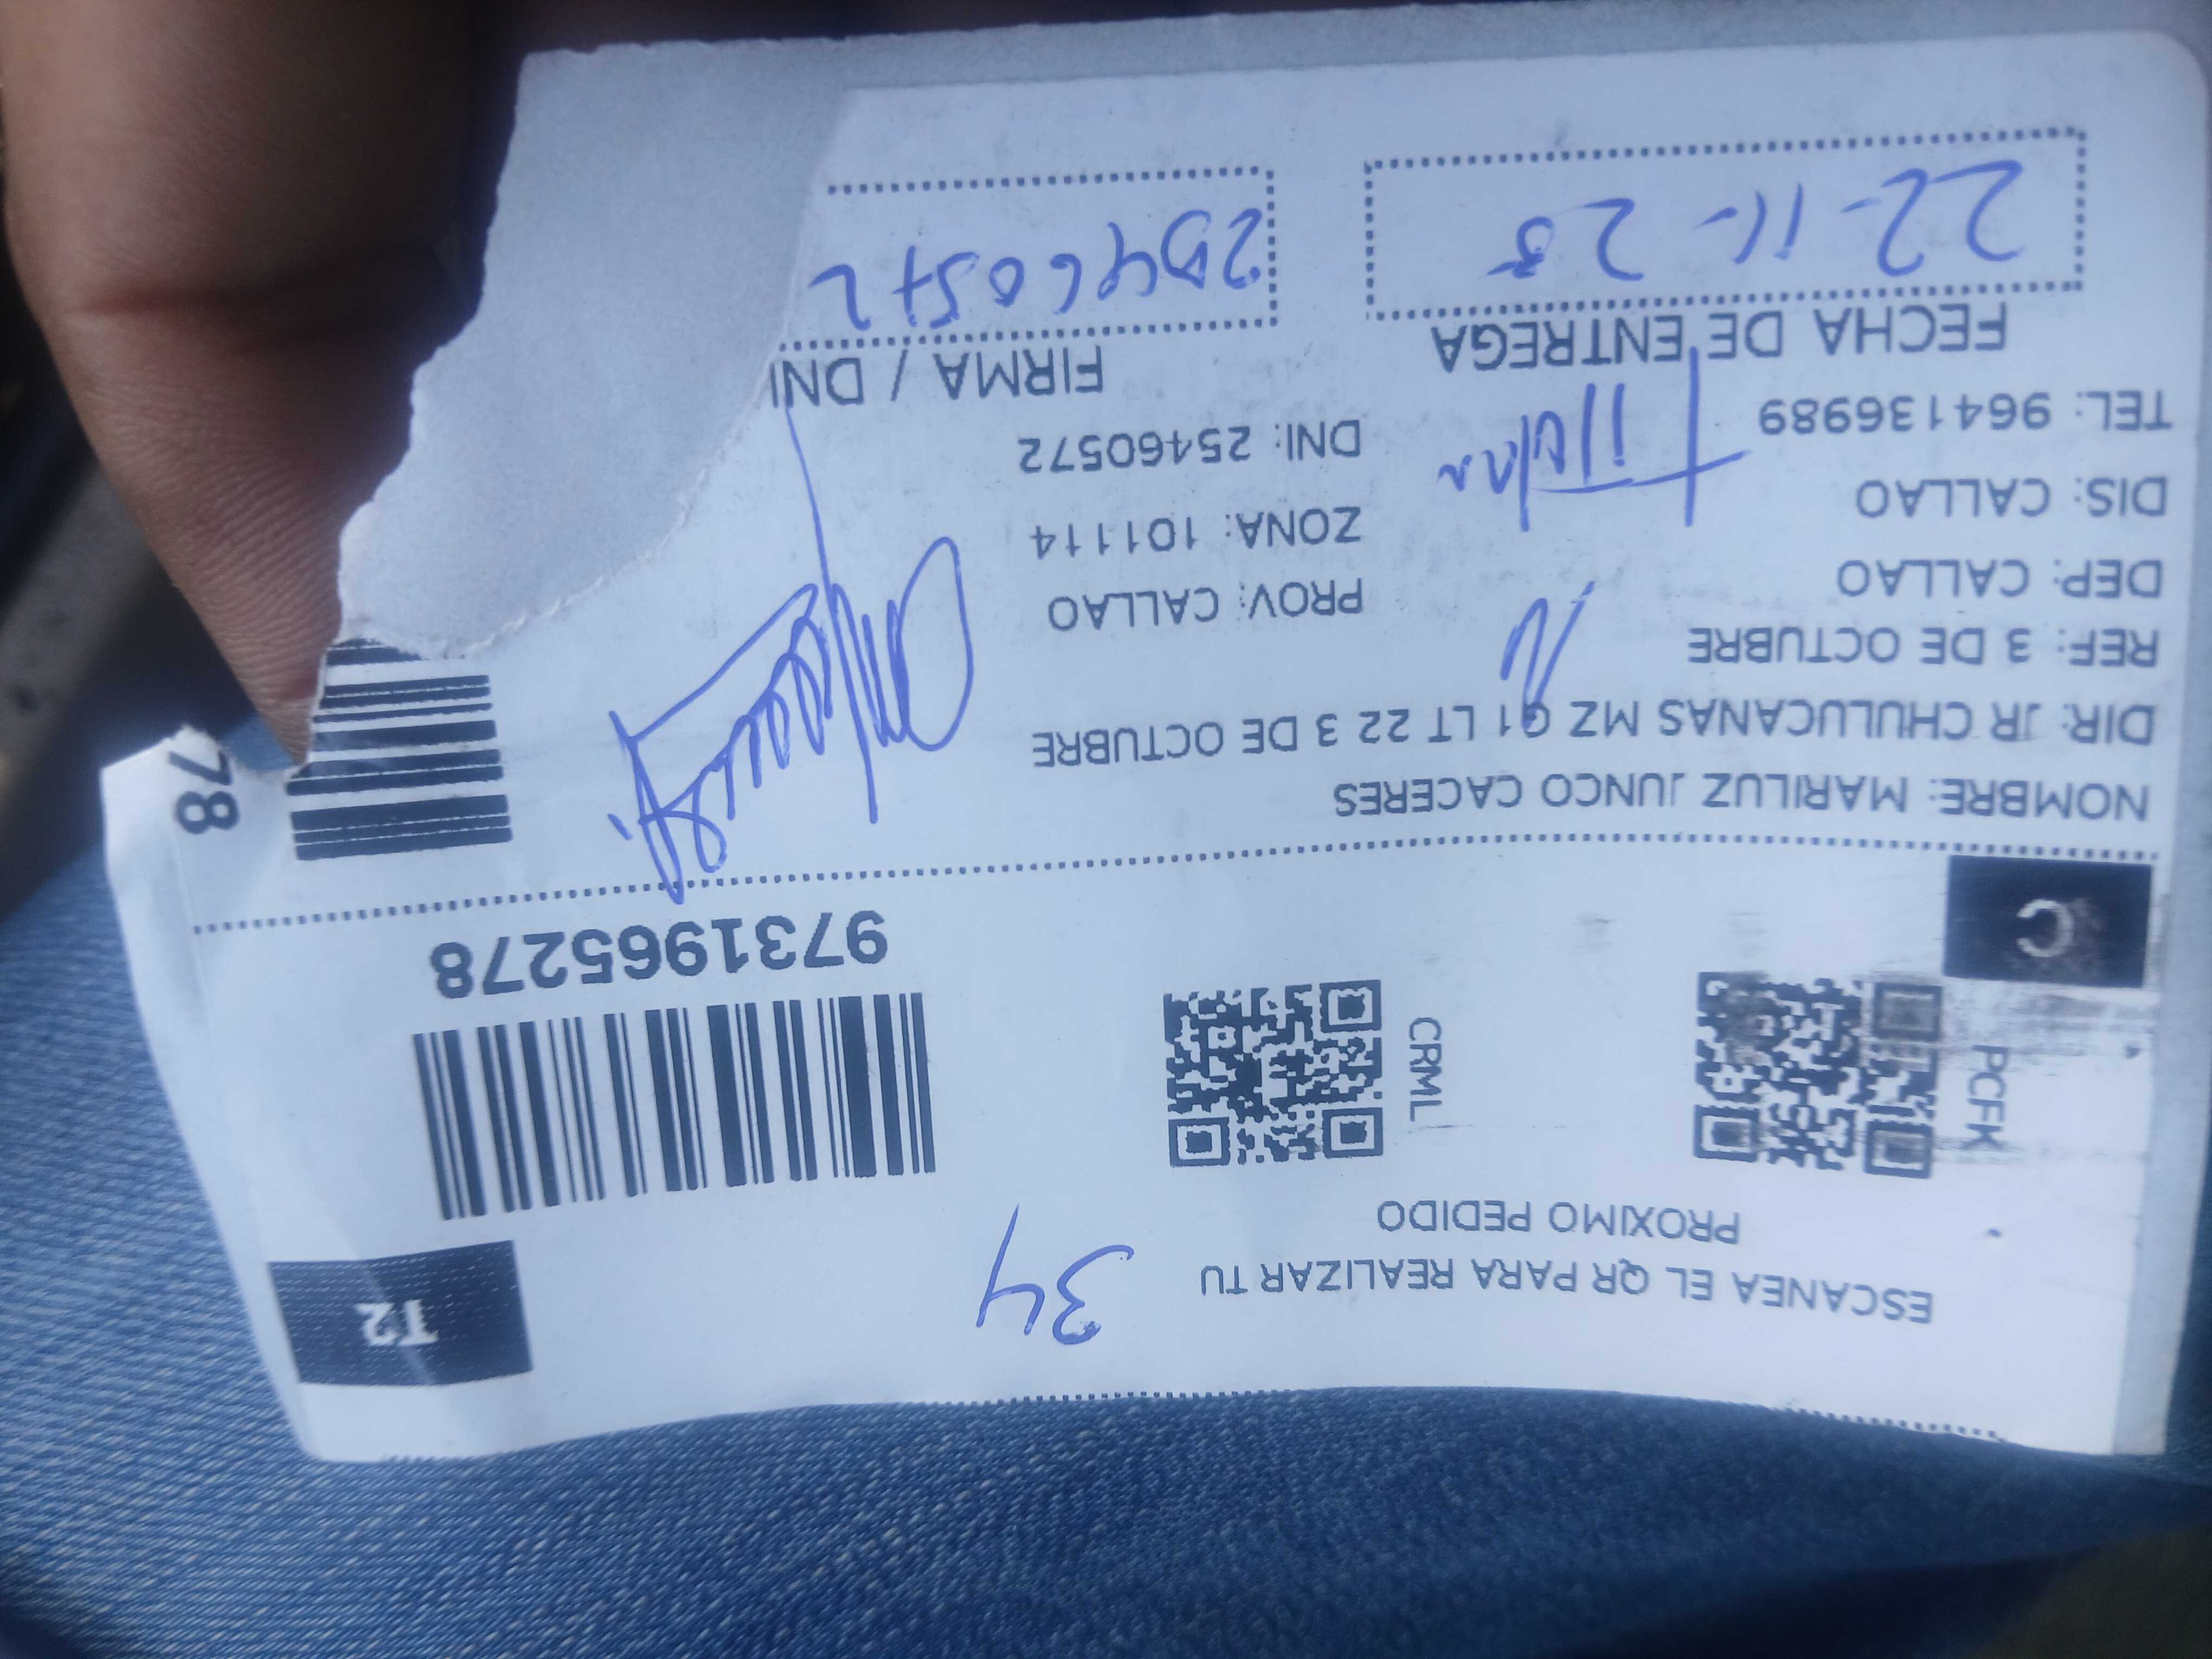 T2
34
ESCANEA EL QR PARA REALIZAR TU
PROXIMO PEDIDO
PCFK
CRML
9731965278
C
NOMBRE: MARILUZ JUNCO CACERES
DIR: JR CHULUCANAS MZ G1 LT 22 3 DE OCTUBRE
REF: 3 DE OCTUBRE
DEP: CALLAO
PROV: CALLAO
DIS: CALLAO
ZONA: 101114
TEL: 964136989
DNI: 25460572
Titular
FECHA DE ENTREGA
FIRMA / DNI
22-11-25
25460572
78